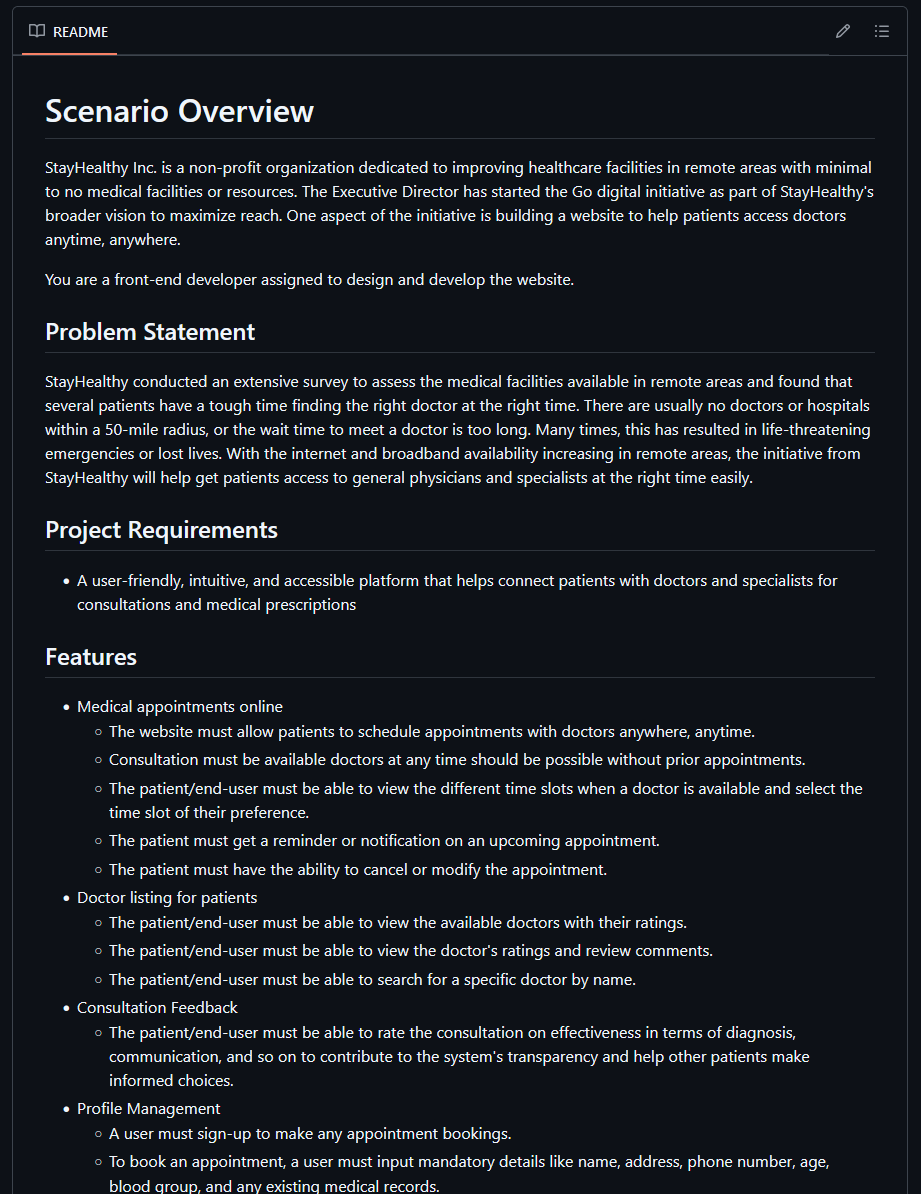 README
Scenario Overview
StayHealthy Inc. is a non-profit organization dedicated to improving healthcare facilities in remote areas with minimal
to no medical facilities or resources. The Executive Director has started the Go digital initiative as part of StayHealthy's
broader vision to maximize reach. One aspect of the initiative is building a website to help patients access doctors
anytime, anywhere.
You are a front-end developer assigned to design and develop the website.
Problem Statement
StayHealthy conducted an extensive survey to assess the medical facilities available in remote areas and found that
several patients have a tough time finding the right doctor at the right time. There are usually no doctors or hospitals
within a 50-mile radius, or the wait time to meet a doctor is too long. Many times, this has resulted in life-threatening
emergencies or lost lives. With the internet and broadband availability increasing in remote areas, the initiative from
StayHealthy will help get patients access to general physicians and specialists at the right time easily.
Project Requirements
• A user-friendly, intuitive, and accessible platform that helps connect patients with doctors and specialists for
consultations and medical prescriptions
Features
• Medical appointments online
○ The website must allow patients to schedule appointments with doctors anywhere, anytime.
○ Consultation must be available doctors at any time should be possible without prior appointments.
○ The patient/end-user must be able to view the different time slots when a doctor is available and select the
time slot of their preference.
○ The patient must get a reminder or notification on an upcoming appointment.
○ The patient must have the ability to cancel or modify the appointment.
• Doctor listing for patients
○ The patient/end-user must be able to view the available doctors with their ratings.
○ The patient/end-user must be able to view the doctor's ratings and review comments.
○ The patient/end-user must be able to search for a specific doctor by name.
• Consultation Feedback
○ The patient/end-user must be able to rate the consultation on effectiveness in terms of diagnosis,
communication, and so on to contribute to the system's transparency and help other patients make
informed choices.
• Profile Management
○ A user must sign-up to make any appointment bookings.
○ To book an appointment, a user must input mandatory details like name, address, phone number, age,
blood group, and any existing medical records.